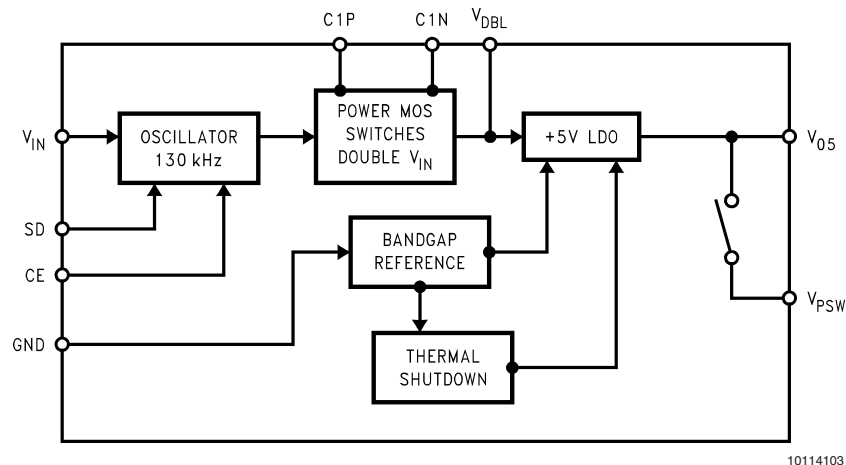 C1P C1N V_DBL
POWER MOS
SWITCHES
DOUBLE V_IN
OSCILLATOR
130 kHz
+5V LDO
V_IN
V_05
SD
BANDGAP
REFERENCE
CE
V_PSW
GND
THERMAL
SHUTDOWN
10114103